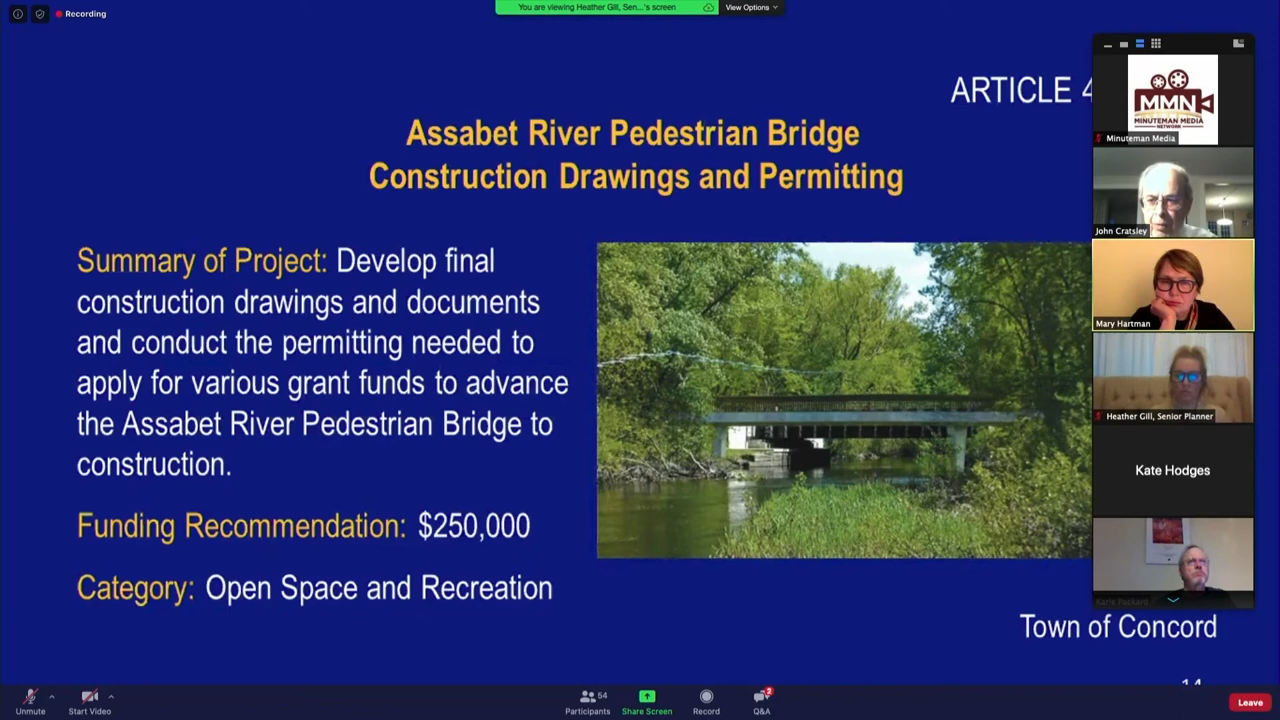 Recording
You are viewing Heather Gill, Sen...'s screen
View Options
ARTICLE 4
Assabet River Pedestrian Bridge
Construction Drawings and Permitting
Summary of Project: Develop final
construction drawings and documents
and conduct the permitting needed to
apply for various grant funds to advance
the Assabet River Pedestrian Bridge to
construction.
Funding Recommendation: $250,000
Category: Open Space and Recreation
Town of Concord
14
MMN
MINUTEMAN MEDIA
NETWORK
Minuteman Media
John Cratsley
Mary Hartman
Heather Gill, Senior Planner
Kate Hodges
Karle Packard
Unmute
Start Video
54
Participants
Share Screen
Record
2
Q&A
Leave